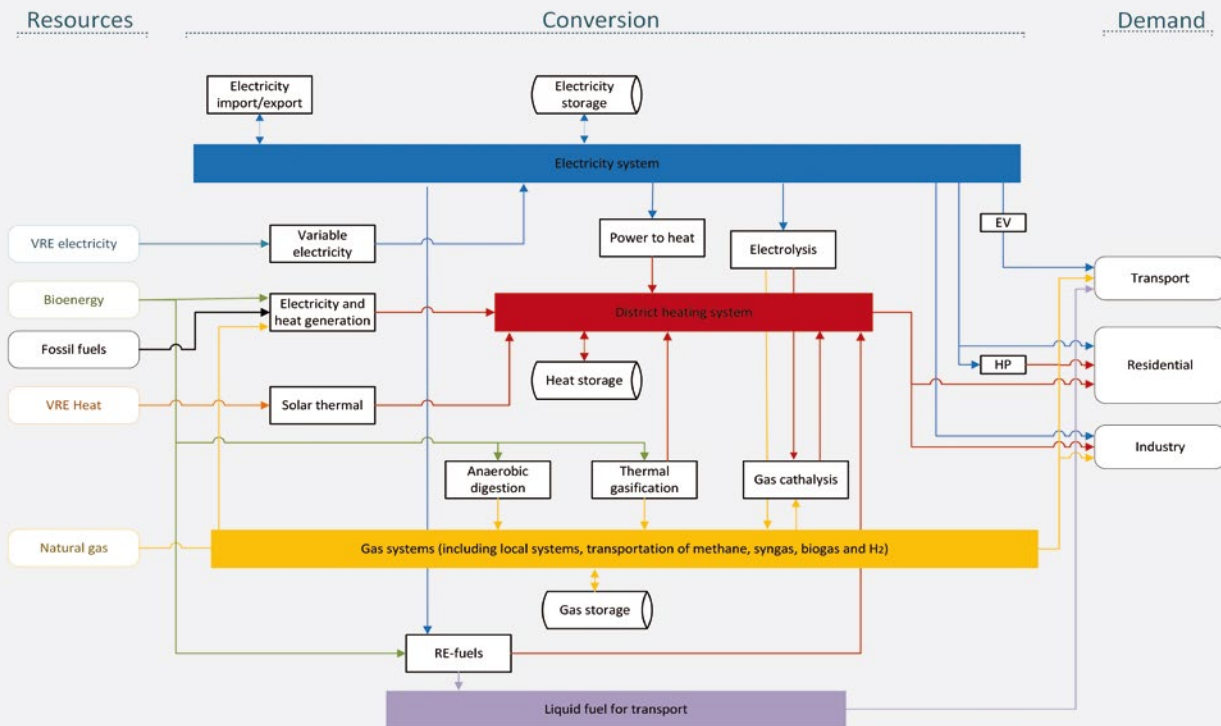 Resources
Conversion
Demand
Electricity
import/export
Electricity
storage
Electricity system
EV
VRE electricity
Variable
electricity
Power to heat
Electrolysis
Transport
Bioenergy
Electricity and
heat generation
District heating system
Fossil fuels
Heat storage
HP
Residential
VRE Heat
Solar thermal
Industry
Anaerobic
digestion
Thermal
gasification
Gas cathalysis
Natural gas
Gas systems (including local systems, transportation of methane, syngas, biogas and H2)
Gas storage
RE-fuels
Liquid fuel for transport